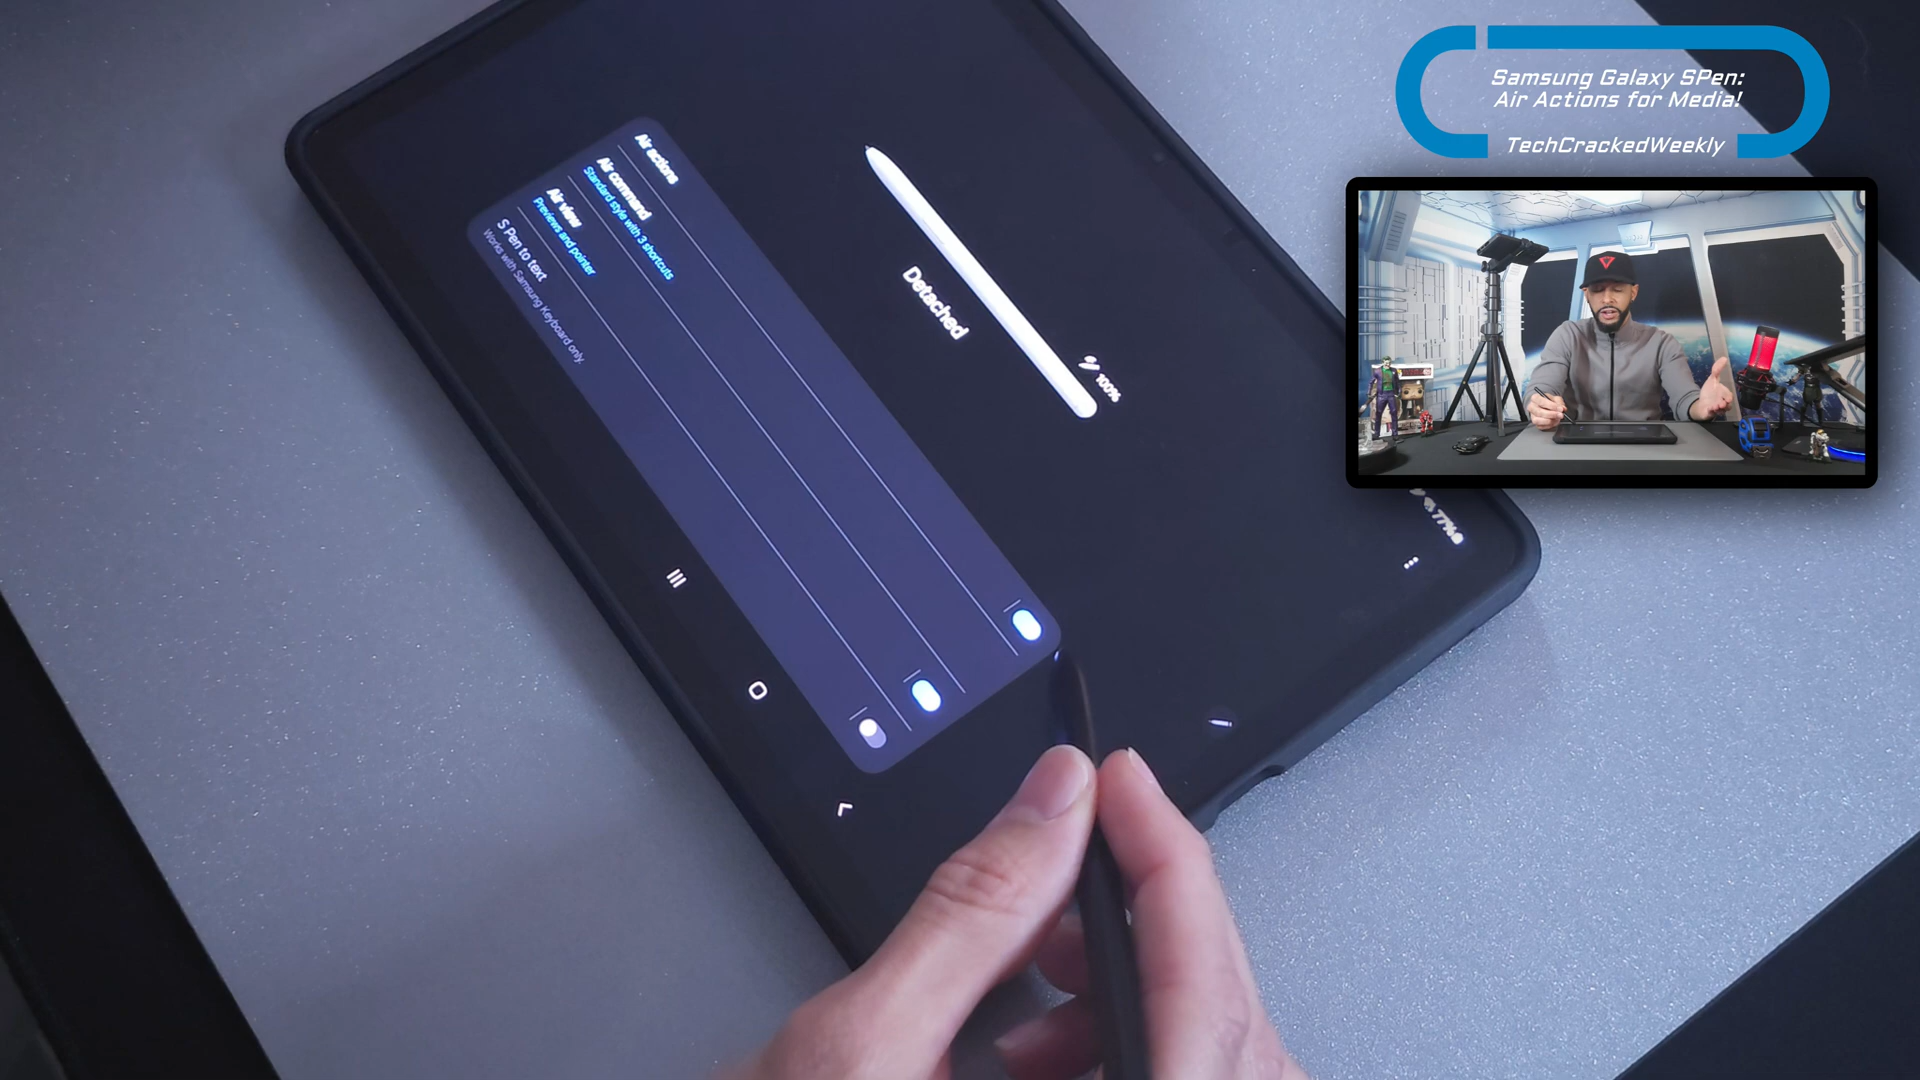 Samsung Galaxy SPen:
Air Actions for Media!
TechCrackedWeekly
100%
Detached
77%
Air actions
Air command
Standard style with 3 shortcuts
Air view
Previews and pointer
S Pen to text
Works with Samsung Keyboard only.